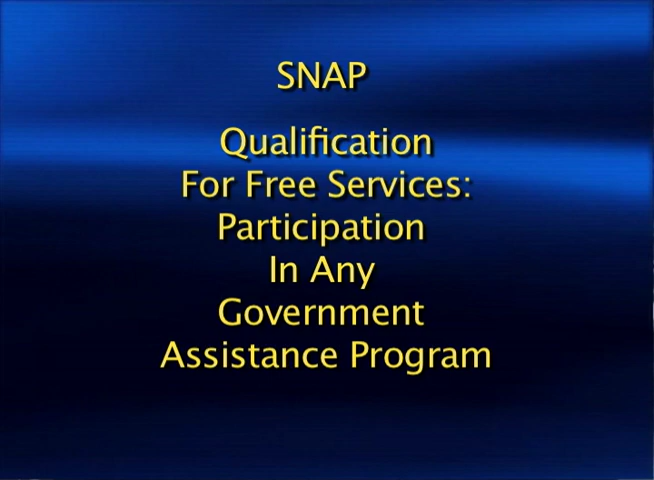 SNAP
Qualification
For Free Services:
Participation
In Any
Government
Assistance Program